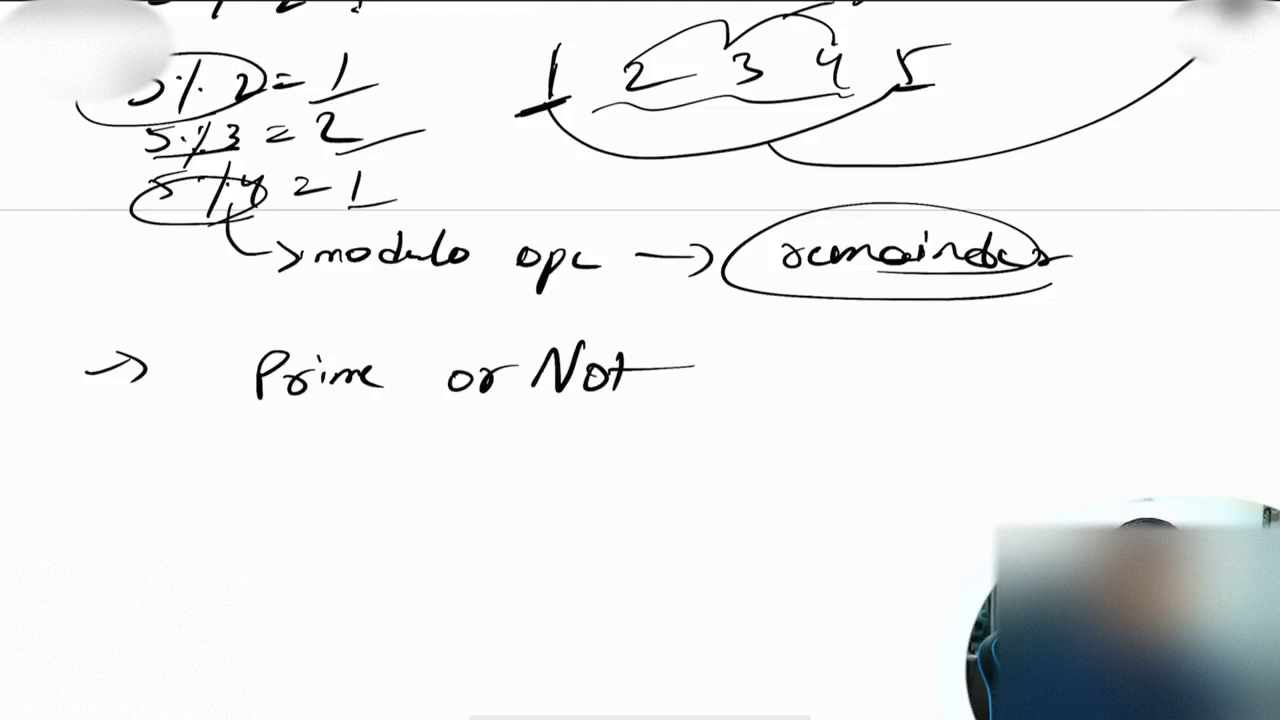 5 % 2 = 1
1 2 3 4 5
5 % 3 = 2
5 % 4 = 1
modulo ope → remainder
→ Prime or Not